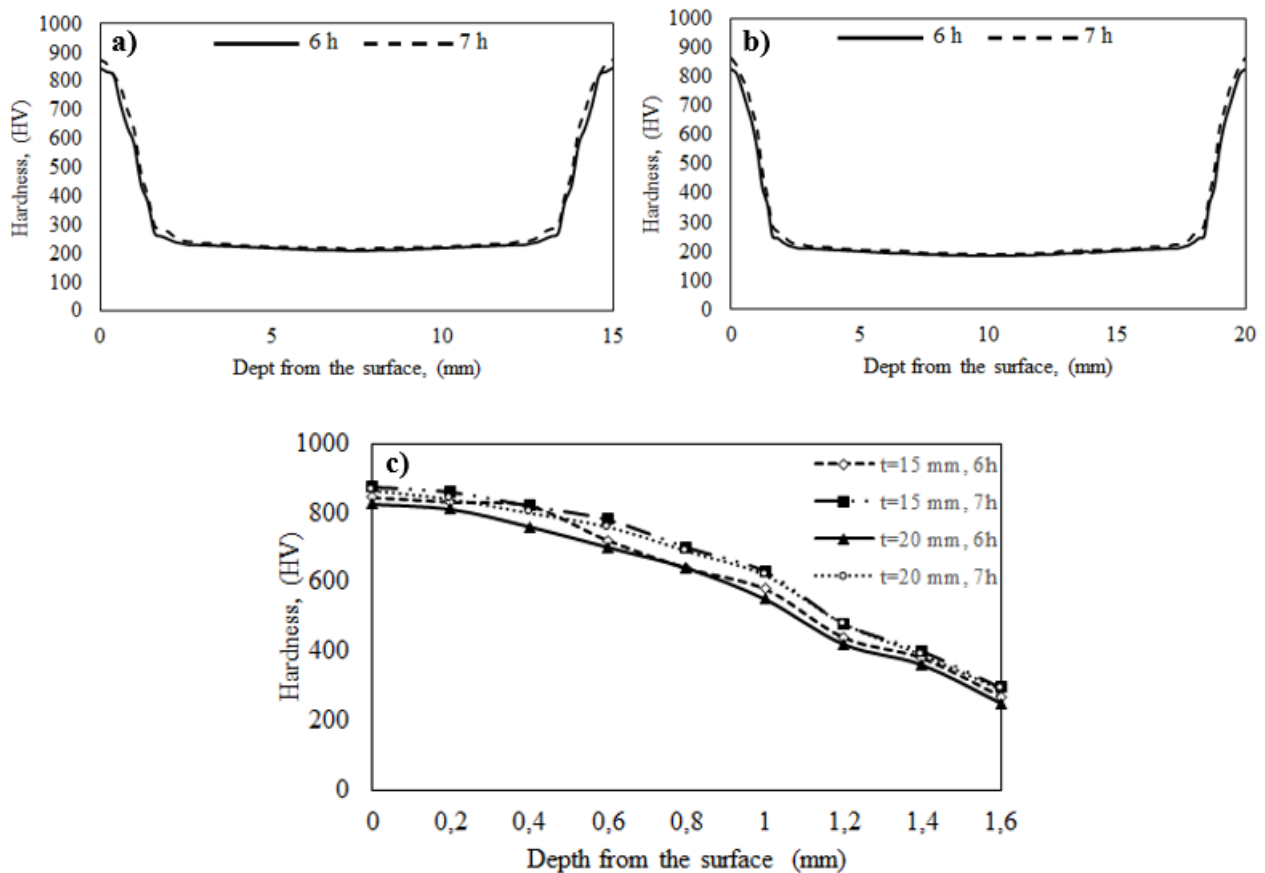 a)
6 h
7 h
1000
900
800
700
600
500
400
300
200
100
0
Hardness, (HV)
0
5
10
15
Dept from the surface, (mm)
b)
6 h
7 h
1000
900
800
700
600
500
400
300
200
100
0
Hardness, (HV)
0
5
10
15
20
Dept from the surface, (mm)
c)
t=15 mm, 6h
t=15 mm, 7h
t=20 mm, 6h
t=20 mm, 7h
1000
800
600
400
200
0
Hardness, (HV)
0
0,2
0,4
0,6
0,8
1
1,2
1,4
1,6
Depth from the surface (mm)